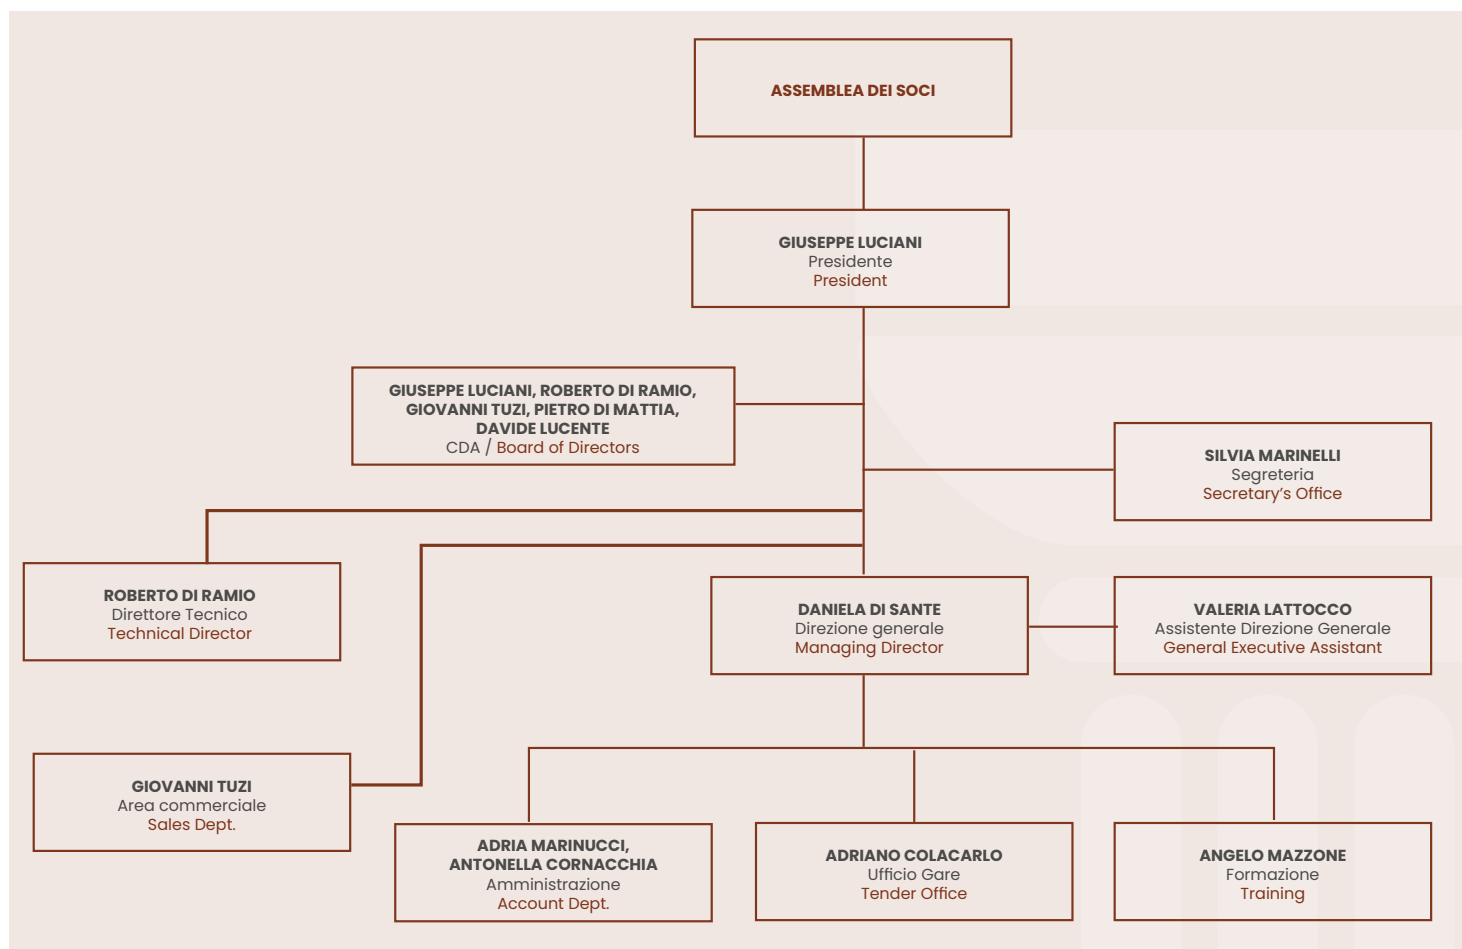 ASSEMBLEA DEI SOCI
GIUSEPPE LUCIANI
Presidente
President
GIUSEPPE LUCIANI, ROBERTO DI RAMIO,
GIOVANNI TUZI, PIETRO DI MATTIA,
DAVIDE LUCENTE
CDA / Board of Directors
SILVIA MARINELLI
Segreteria
Secretary’s Office
ROBERTO DI RAMIO
Direttore Tecnico
Technical Director
DANIELA DI SANTE
Direzione generale
Managing Director
VALERIA LATTOCCO
Assistente Direzione Generale
General Executive Assistant
GIOVANNI TUZI
Area commerciale
Sales Dept.
ADRIA MARINUCCI,
ANTONELLA CORNACCHIA
Amministrazione
Account Dept.
ADRIANO COLACARLO
Ufficio Gare
Tender Office
ANGELO MAZZONE
Formazione
Training